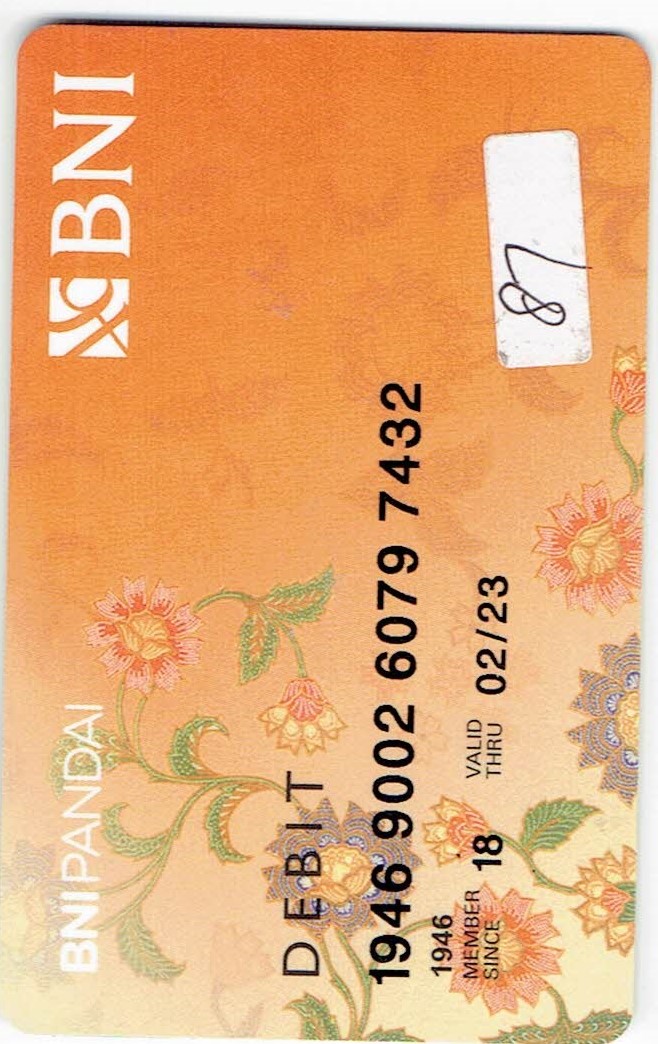 BNI PANDAI
BNI
DEBIT
1946 9002 6079 7432
1946
MEMBER SINCE 18 VALID THRU 02/23
87